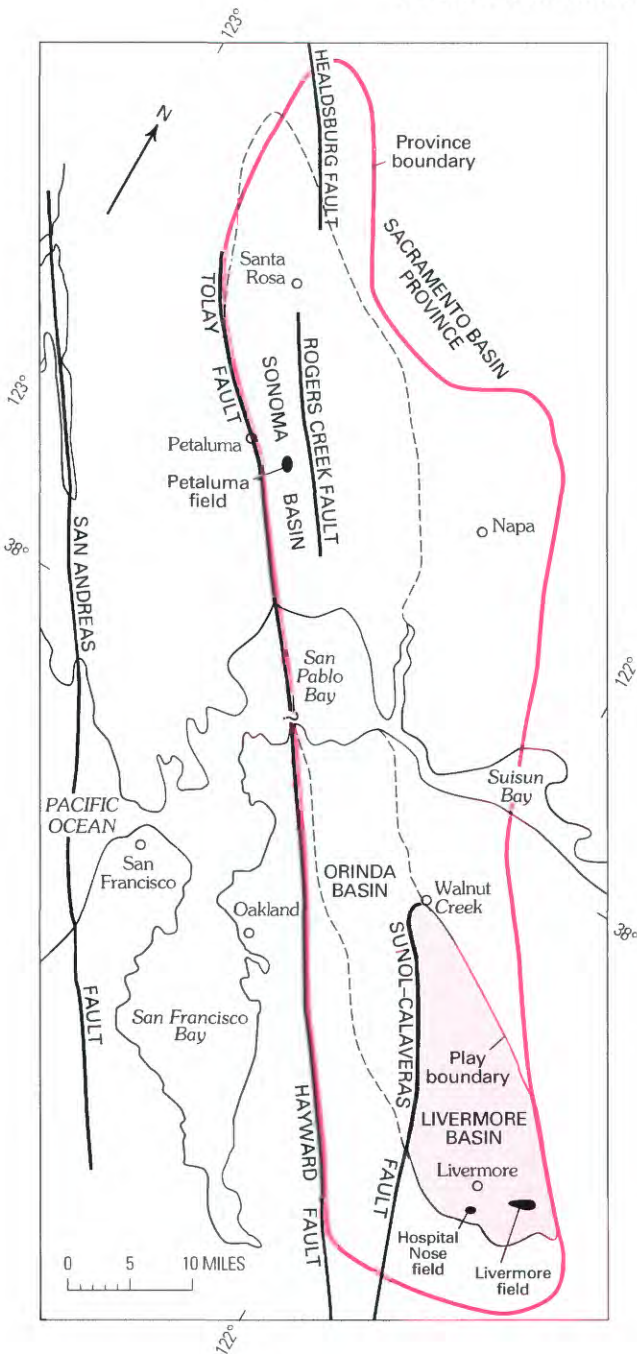 123°
N
HEALDSBURG FAULT
Province
boundary
SACRAMENTO BASIN
PROVINCE
Santa
Rosa
TOLAY
FAULT
ROGERS CREEK FAULT
SONOMA
BASIN
123°
Petaluma
Petaluma
field
Napa
SAN ANDREAS
FAULT
38°
122°
San
Pablo
Bay
Suisun
Bay
PACIFIC
OCEAN
San
Francisco
Oakland
ORINDA
BASIN
Walnut
Creek
38°
SUNOL-CALAVERAS
FAULT
San Francisco
Bay
Play
boundary
HAYWARD
FAULT
LIVERMORE
BASIN
Livermore
Hospital
Nose
field
Livermore
field
0 5 10 MILES
122°